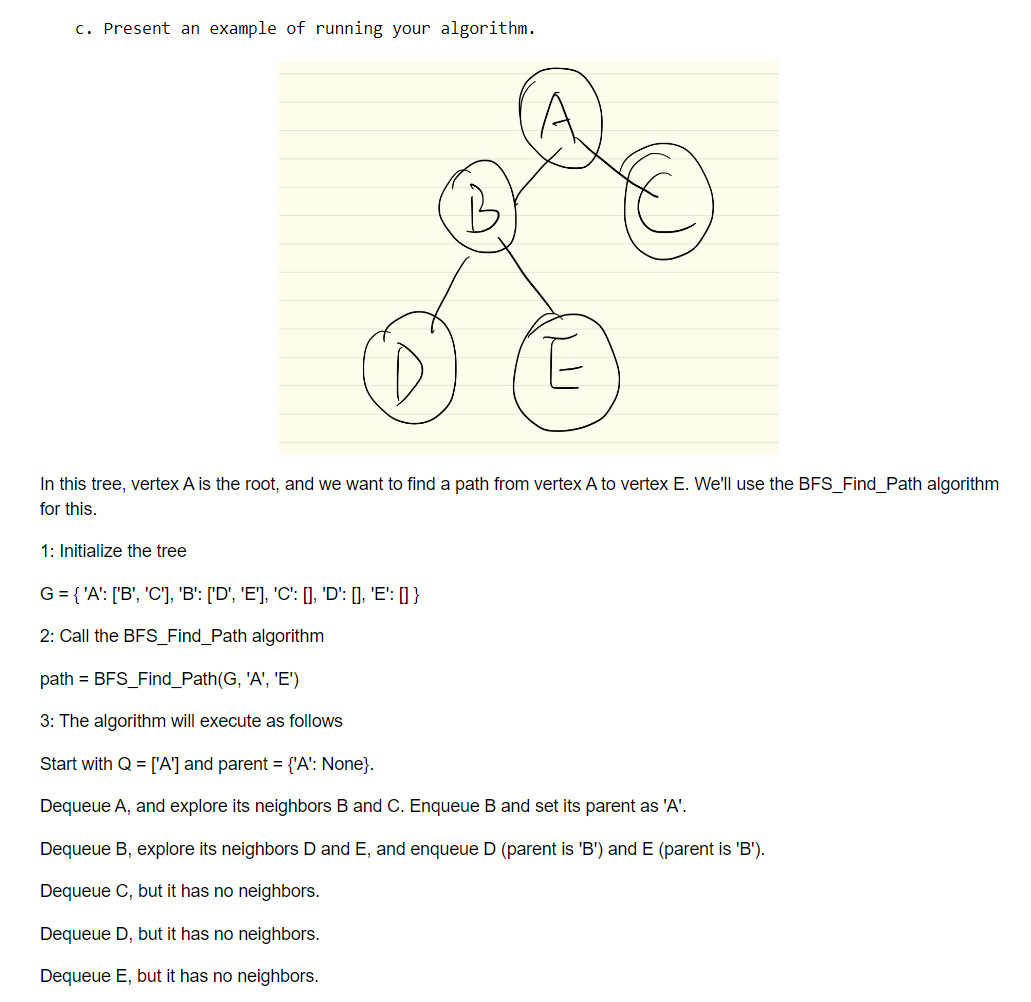 c. Present an example of running your algorithm.
A
B
C
D
E
In this tree, vertex A is the root, and we want to find a path from vertex A to vertex E. We'll use the BFS_Find_Path algorithm
for this.
1: Initialize the tree
G = { 'A': ['B', 'C'], 'B': ['D', 'E'], 'C': [], 'D': [], 'E': [] }
2: Call the BFS_Find_Path algorithm
path = BFS_Find_Path(G, 'A', 'E')
3: The algorithm will execute as follows
Start with Q = ['A'] and parent = {'A': None}.
Dequeue A, and explore its neighbors B and C. Enqueue B and set its parent as 'A'.
Dequeue B, explore its neighbors D and E, and enqueue D (parent is 'B') and E (parent is 'B').
Dequeue C, but it has no neighbors.
Dequeue D, but it has no neighbors.
Dequeue E, but it has no neighbors.